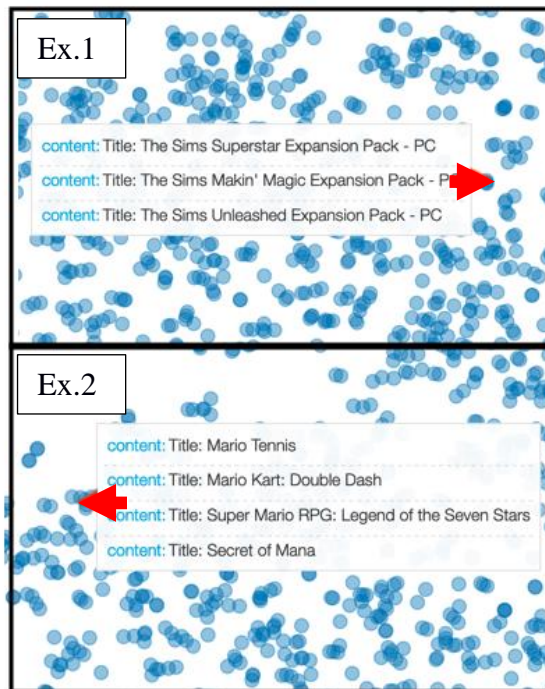 Ex.1
content: Title: The Sims Superstar Expansion Pack - PC
content: Title: The Sims Makin' Magic Expansion Pack -
content: Title: The Sims Unleashed Expansion Pack - PC
Ex.2
content: Title: Mario Tennis
content: Title: Mario Kart: Double Dash
content: Title: Super Mario RPG: Legend of the Seven Stars
content: Title: Secret of Mana